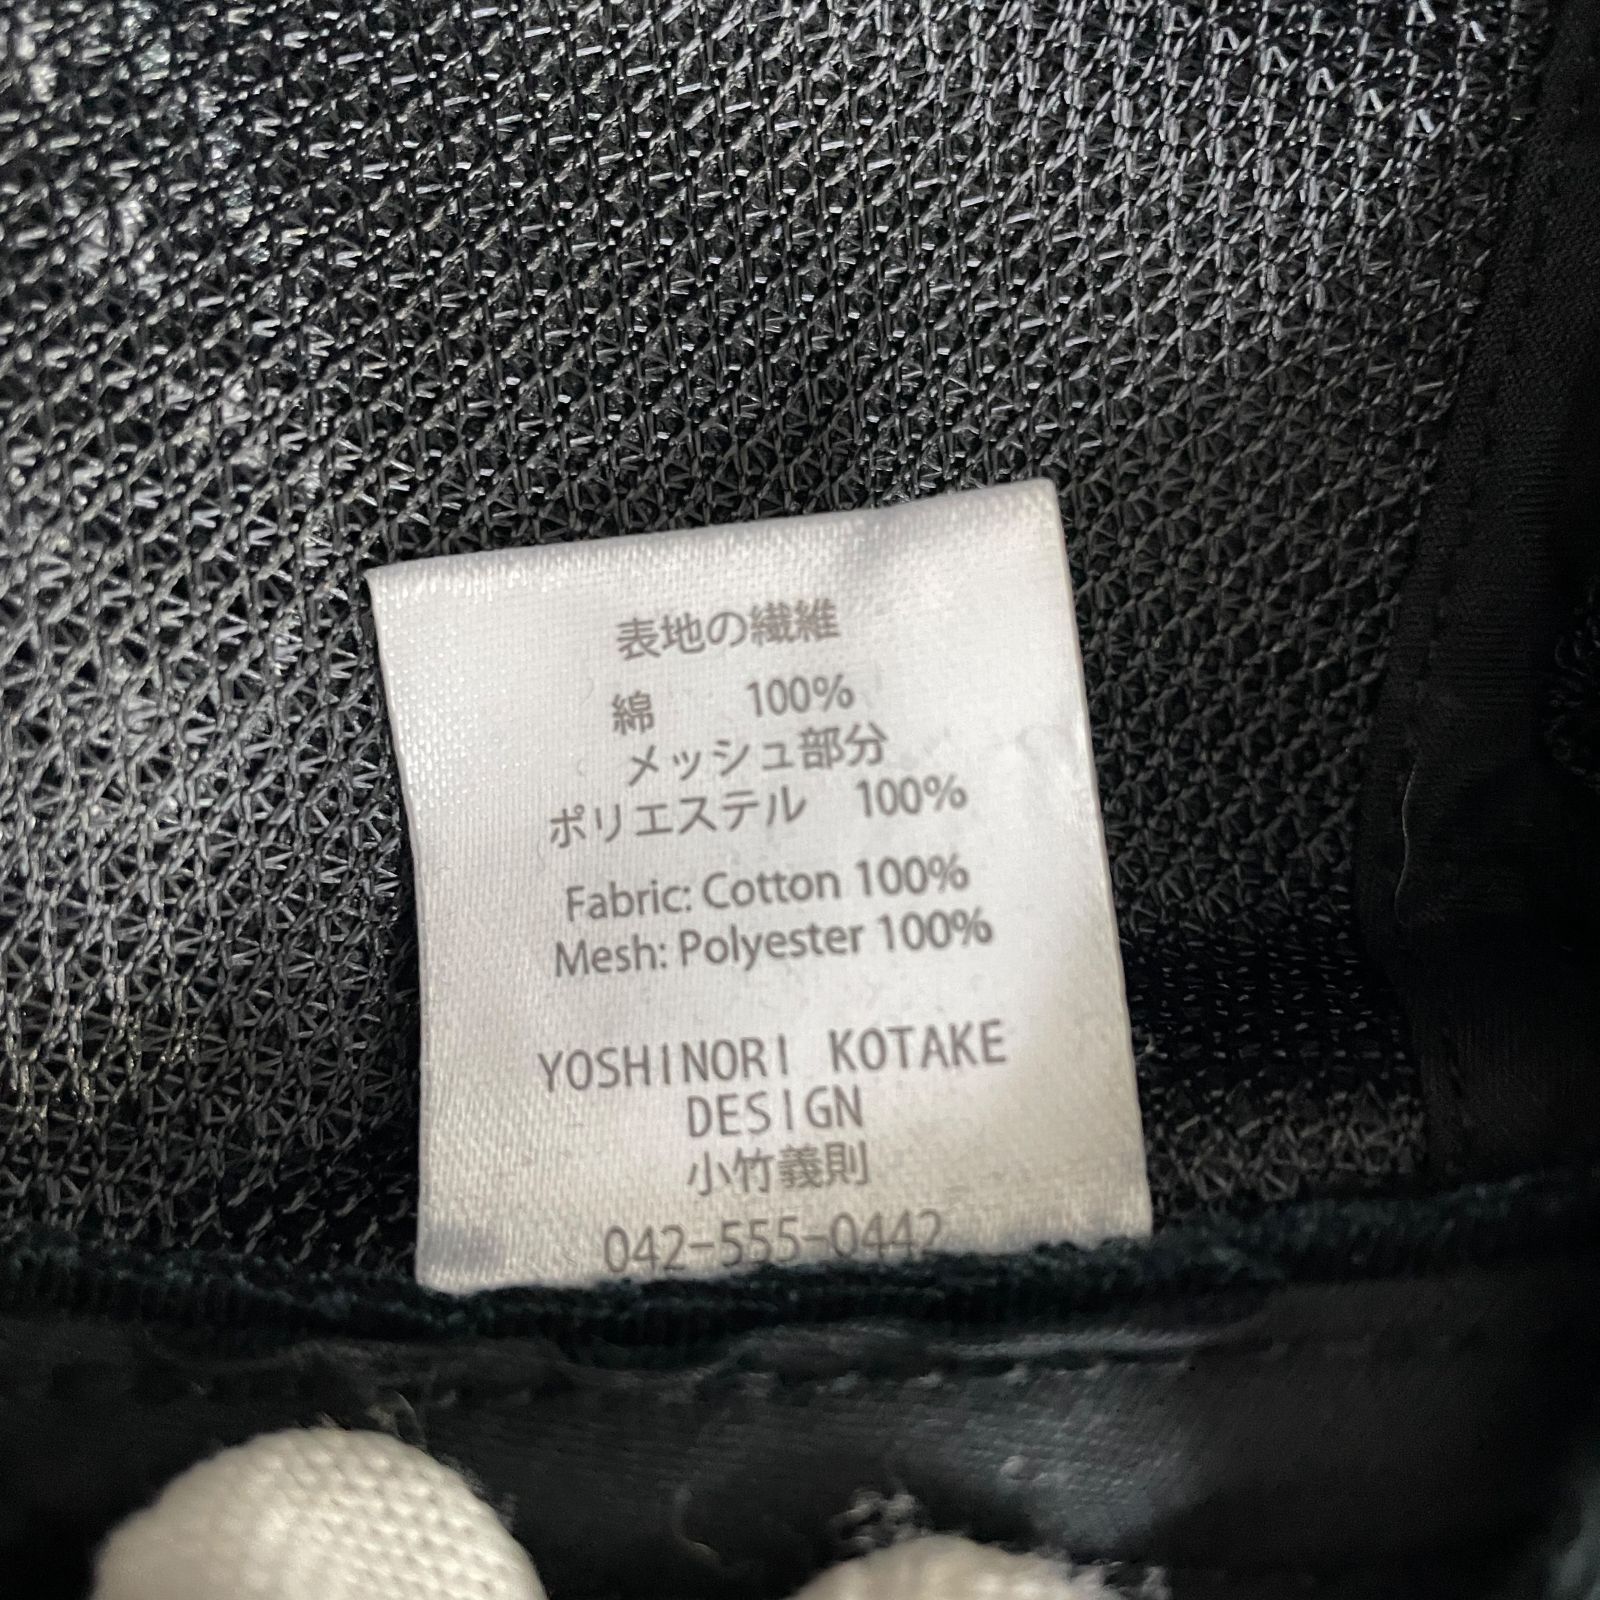 表地の繊維
綿 100%
メッシュ部分
ポリエステル 100%
Fabric: Cotton 100%
Mesh: Polyester 100%
YOSHINORI KOTAKE
DESIGN
小竹義則
042-555-0442